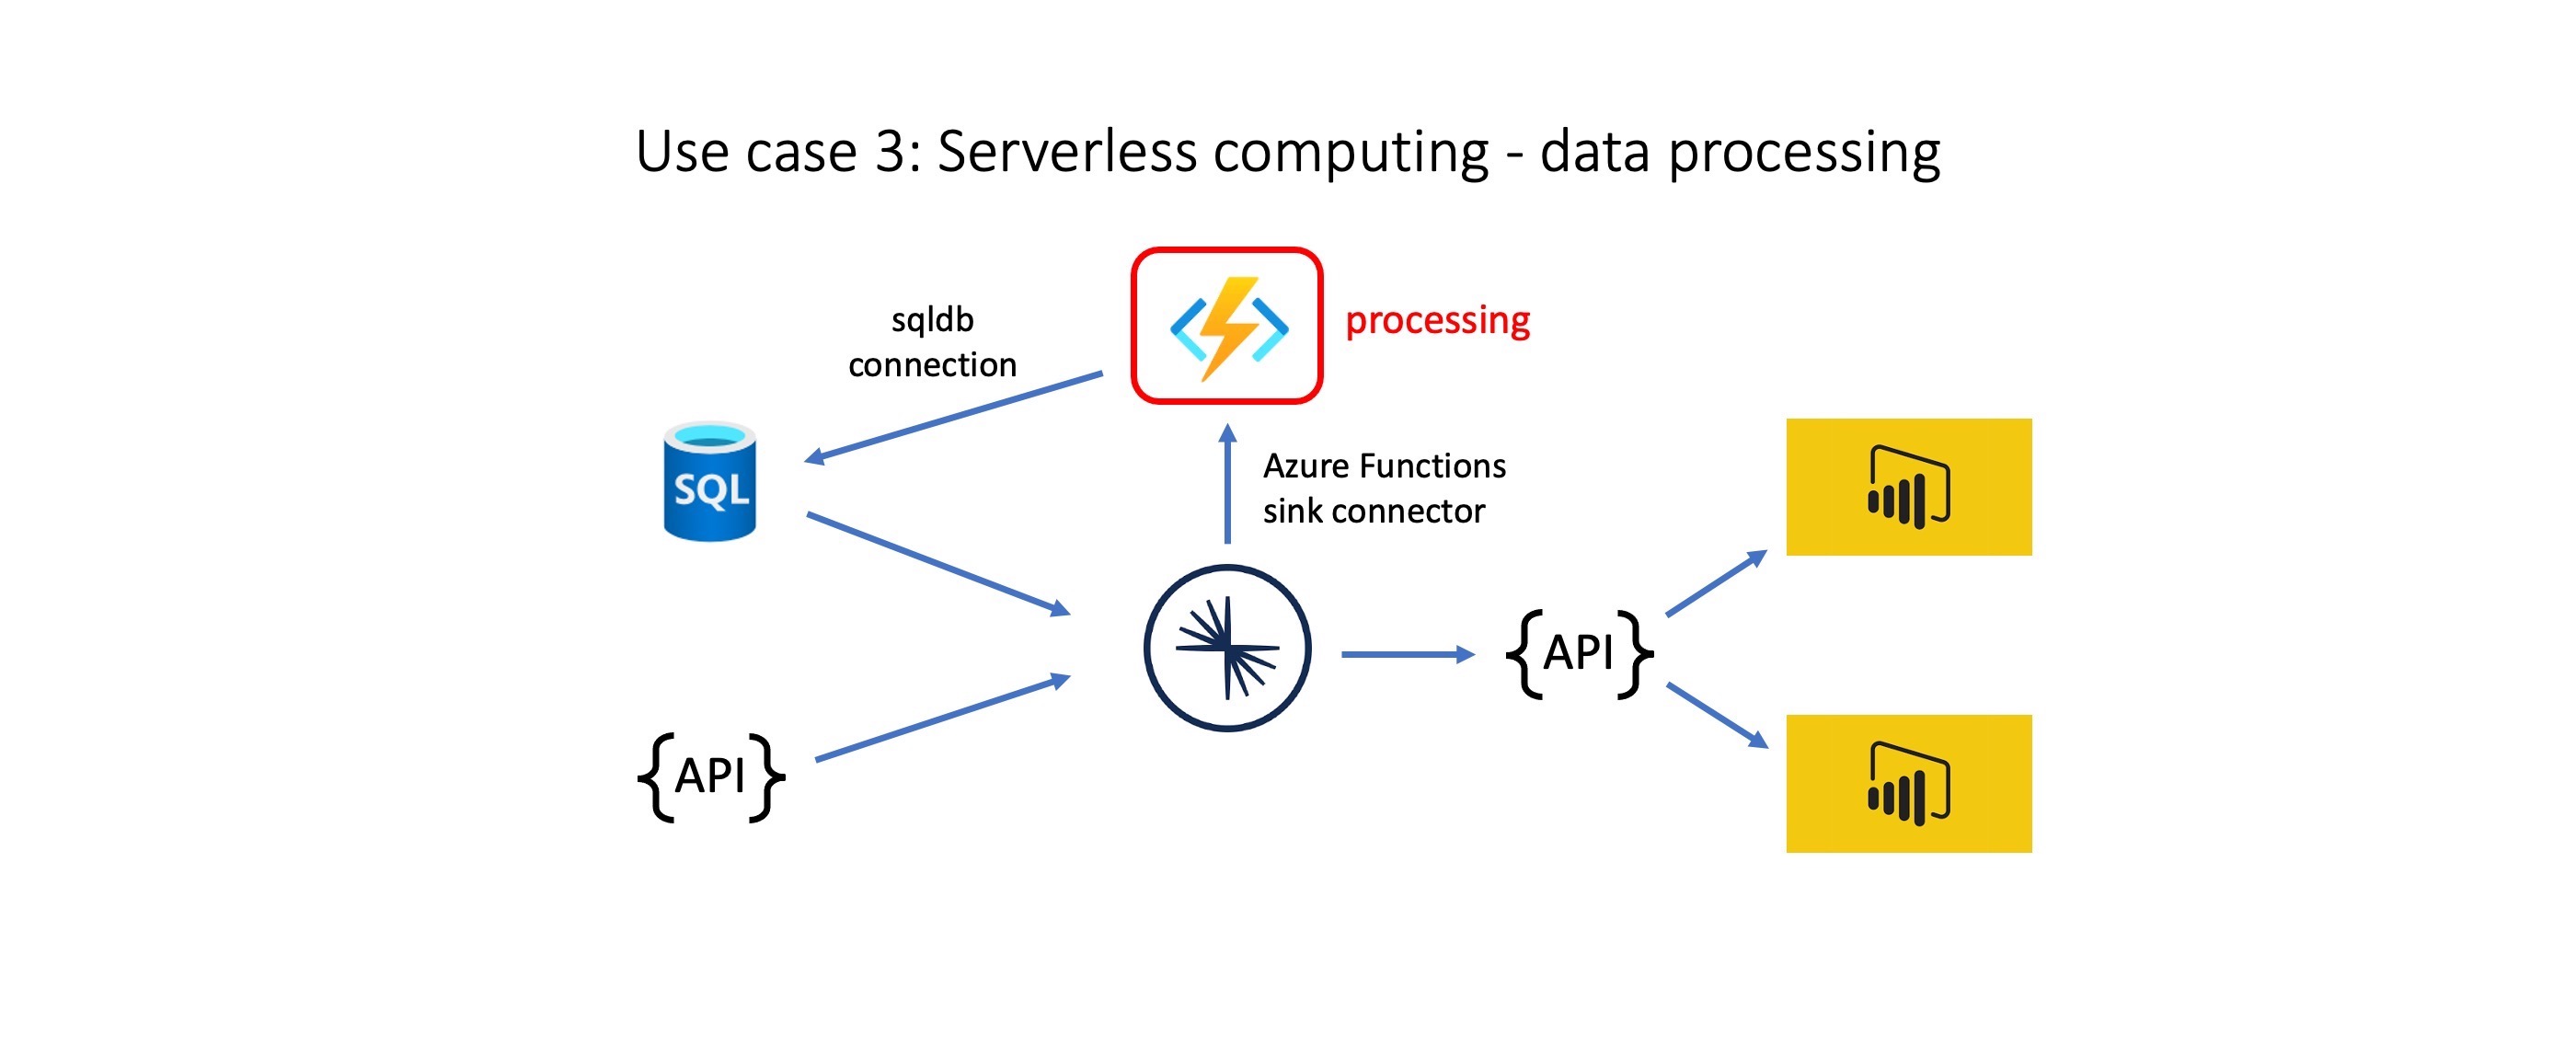 Use case 3: Serverless computing - data processing
sqldb
connection
processing
SQL
Azure Functions
sink connector
{API}
{API}